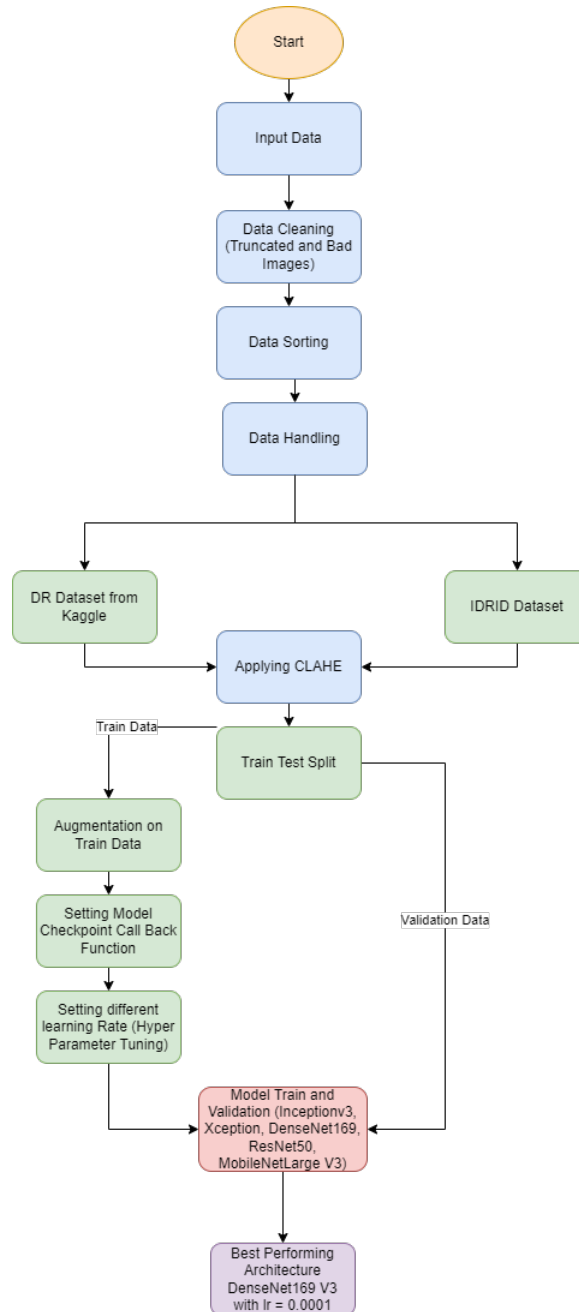 Start
Input Data
Data Cleaning
(Truncated and Bad
Images)
Data Sorting
Data Handling
DR Dataset from
Kaggle
IDRID Dataset
Applying CLAHE
Train Data
Train Test Split
Augmentation on
Train Data
Setting Model
Checkpoint Call Back
Function
Validation Data
Setting different
learning Rate (Hyper
Parameter Tuning)
Model Train and
Validation (Inceptionv3,
Xception, DenseNet169,
ResNet50,
MobileNetLarge V3)
Best Performing
Architecture
DenseNet169 V3
with lr = 0.0001